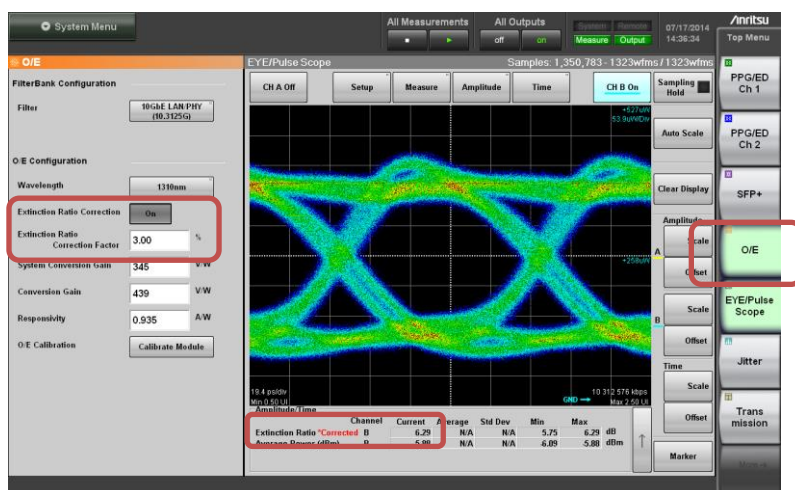 System Menu
All Measurements
All Outputs
off
on
System
Remote
Measure
Output
07/17/2014
14:36:34
Anritsu
Top Menu
O/E
FilterBank Configuration
Filter
10GbE LAN/PHY
(10.3125G)
O/E Configuration
Wavelength
1310nm
Extinction Ratio Correction
On
Extinction Ratio
Correction Factor
3.00
%
System Conversion Gain
345
V/W
Conversion Gain
439
V/W
Responsivity
0.935
A/W
O/E Calibration
Calibrate Module
EYE/Pulse Scope
Samples: 1,350,783 - 1323wfms / 1323wfms
CH A Off
Setup
Measure
Amplitude
Time
CH B On
Sampling
Hold
+527uW
53.9uW/Div
+258uW
19.4 ps/div
Min 0.50 UI
GND
10 312 576 kbps
Max 2.50 UI
Auto Scale
Clear Display
Amplitude
A
Scale
Offset
B
Scale
Offset
Time
Scale
Offset
Marker
Amplitude/Time
Channel Current Average Std Dev Min Max
Extinction Ratio *Corrected B 6.29 N/A N/A 5.75 6.29 dB
Average Power (dBm) B -5.88 N/A N/A -6.09 -5.88 dBm
PPG/ED
Ch 1
PPG/ED
Ch 2
SFP+
O/E
EYE/Pulse
Scope
Jitter
Trans
mission
More